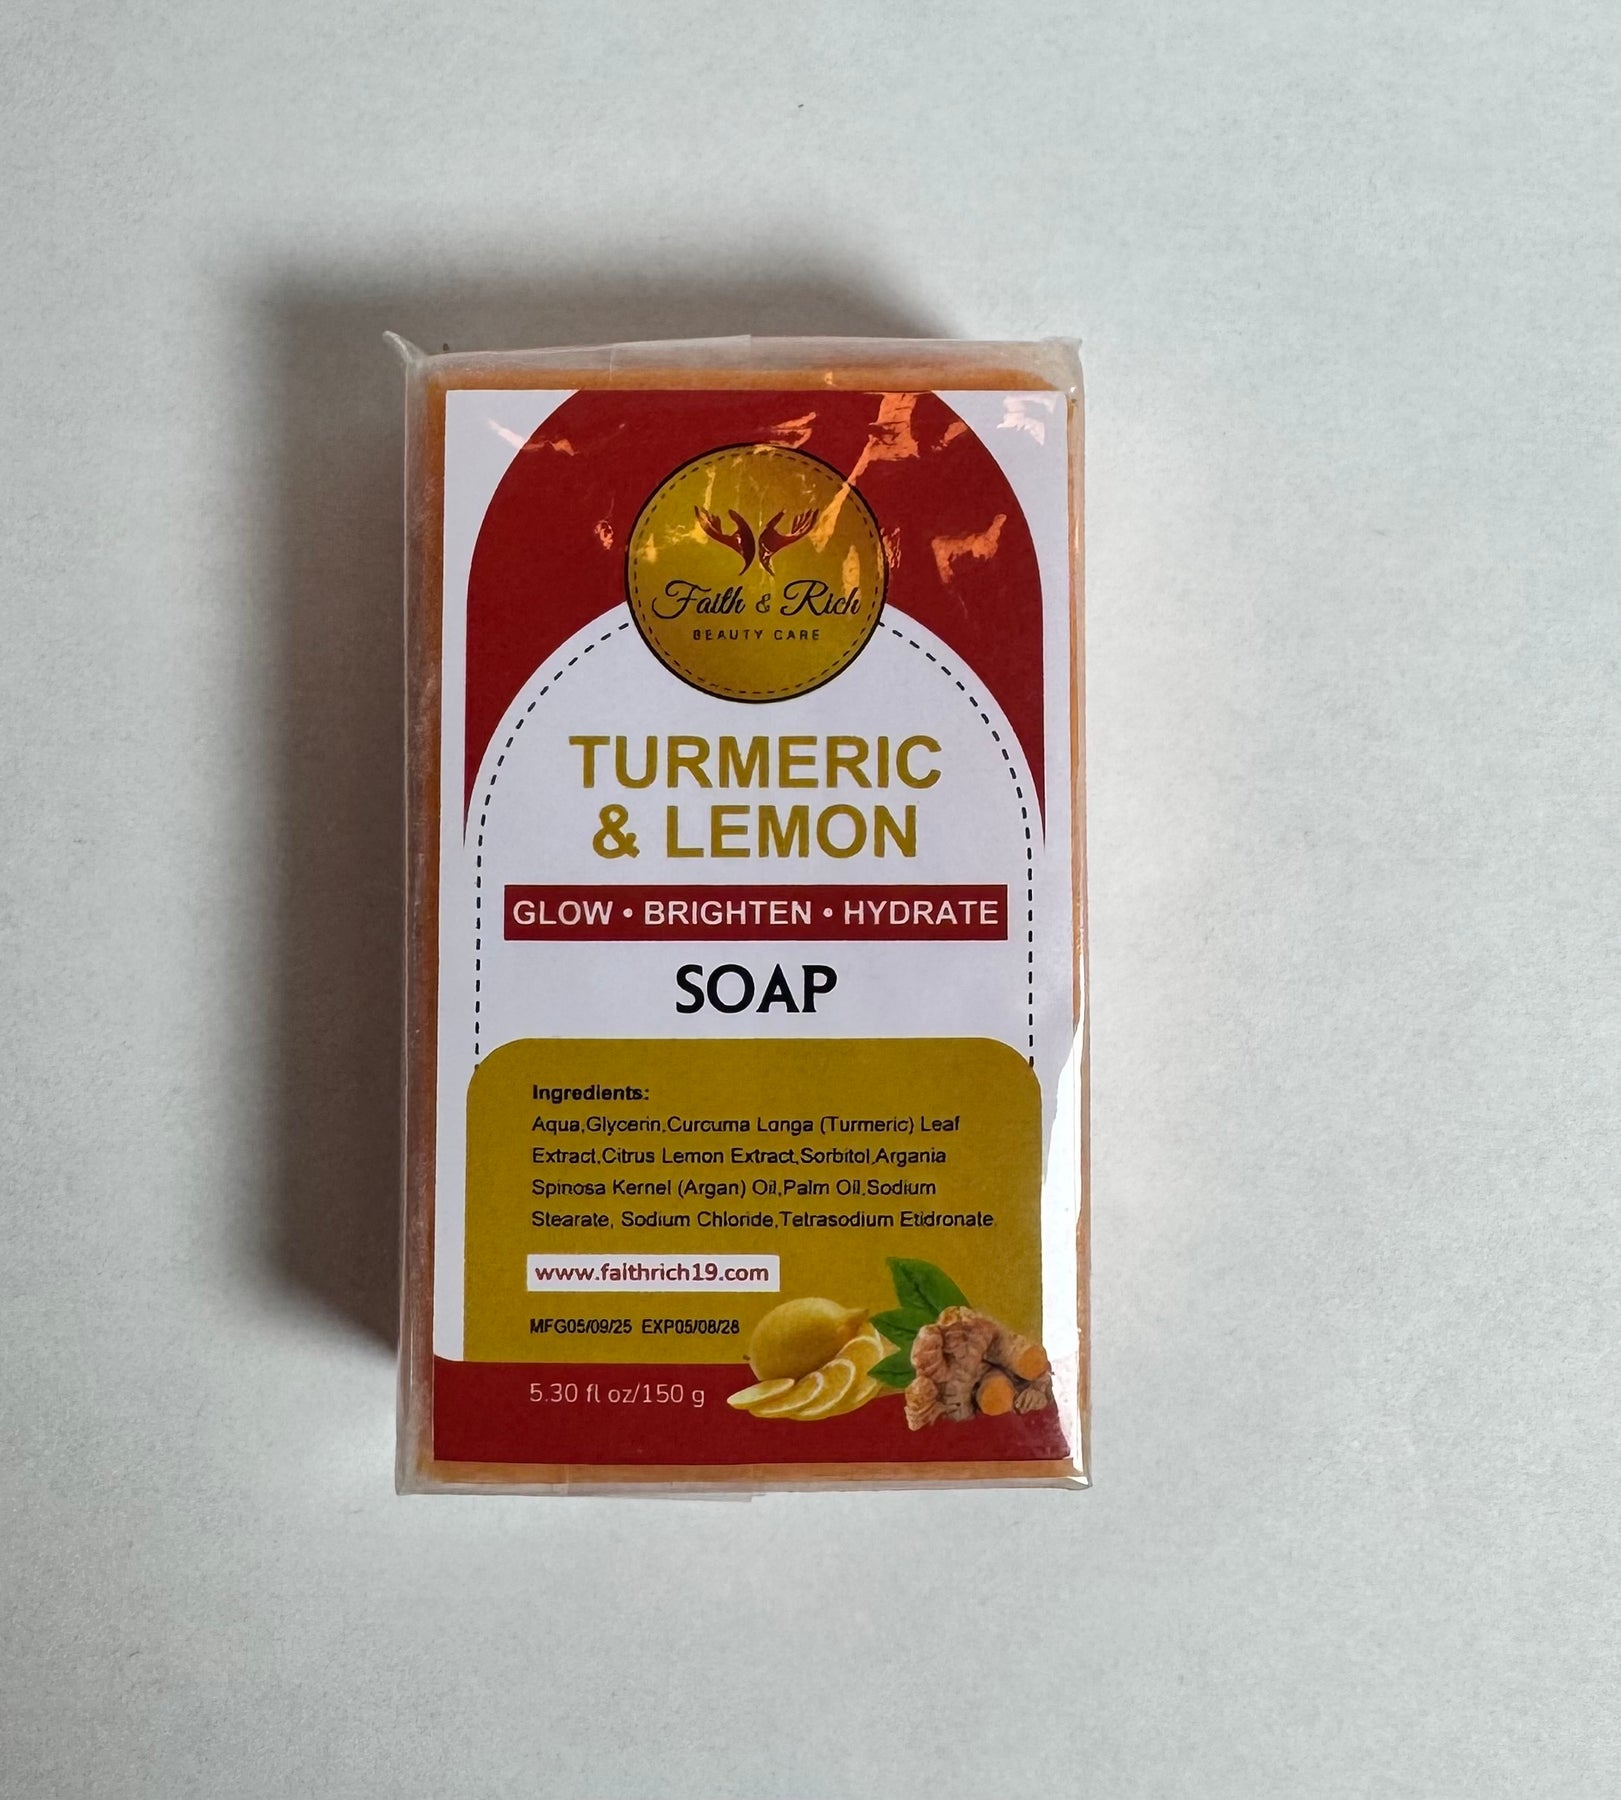 Faith & Rich
BEAUTY CARE
TURMERIC
& LEMON
GLOW • BRIGHTEN • HYDRATE
SOAP
Ingredients:
Aqua,Glycerin,Curcuma Longa (Turmeric) Leaf
Extract,Citrus Lemon Extract,Sorbitol,Argania
Spinosa Kernel (Argan) Oil,Palm Oil,Sodium
Stearate, Sodium Chloride,Tetrasodium Etidronate
www.faithrich19.com
MFG05/09/25 EXP05/08/28
5.30 fl oz/150 g